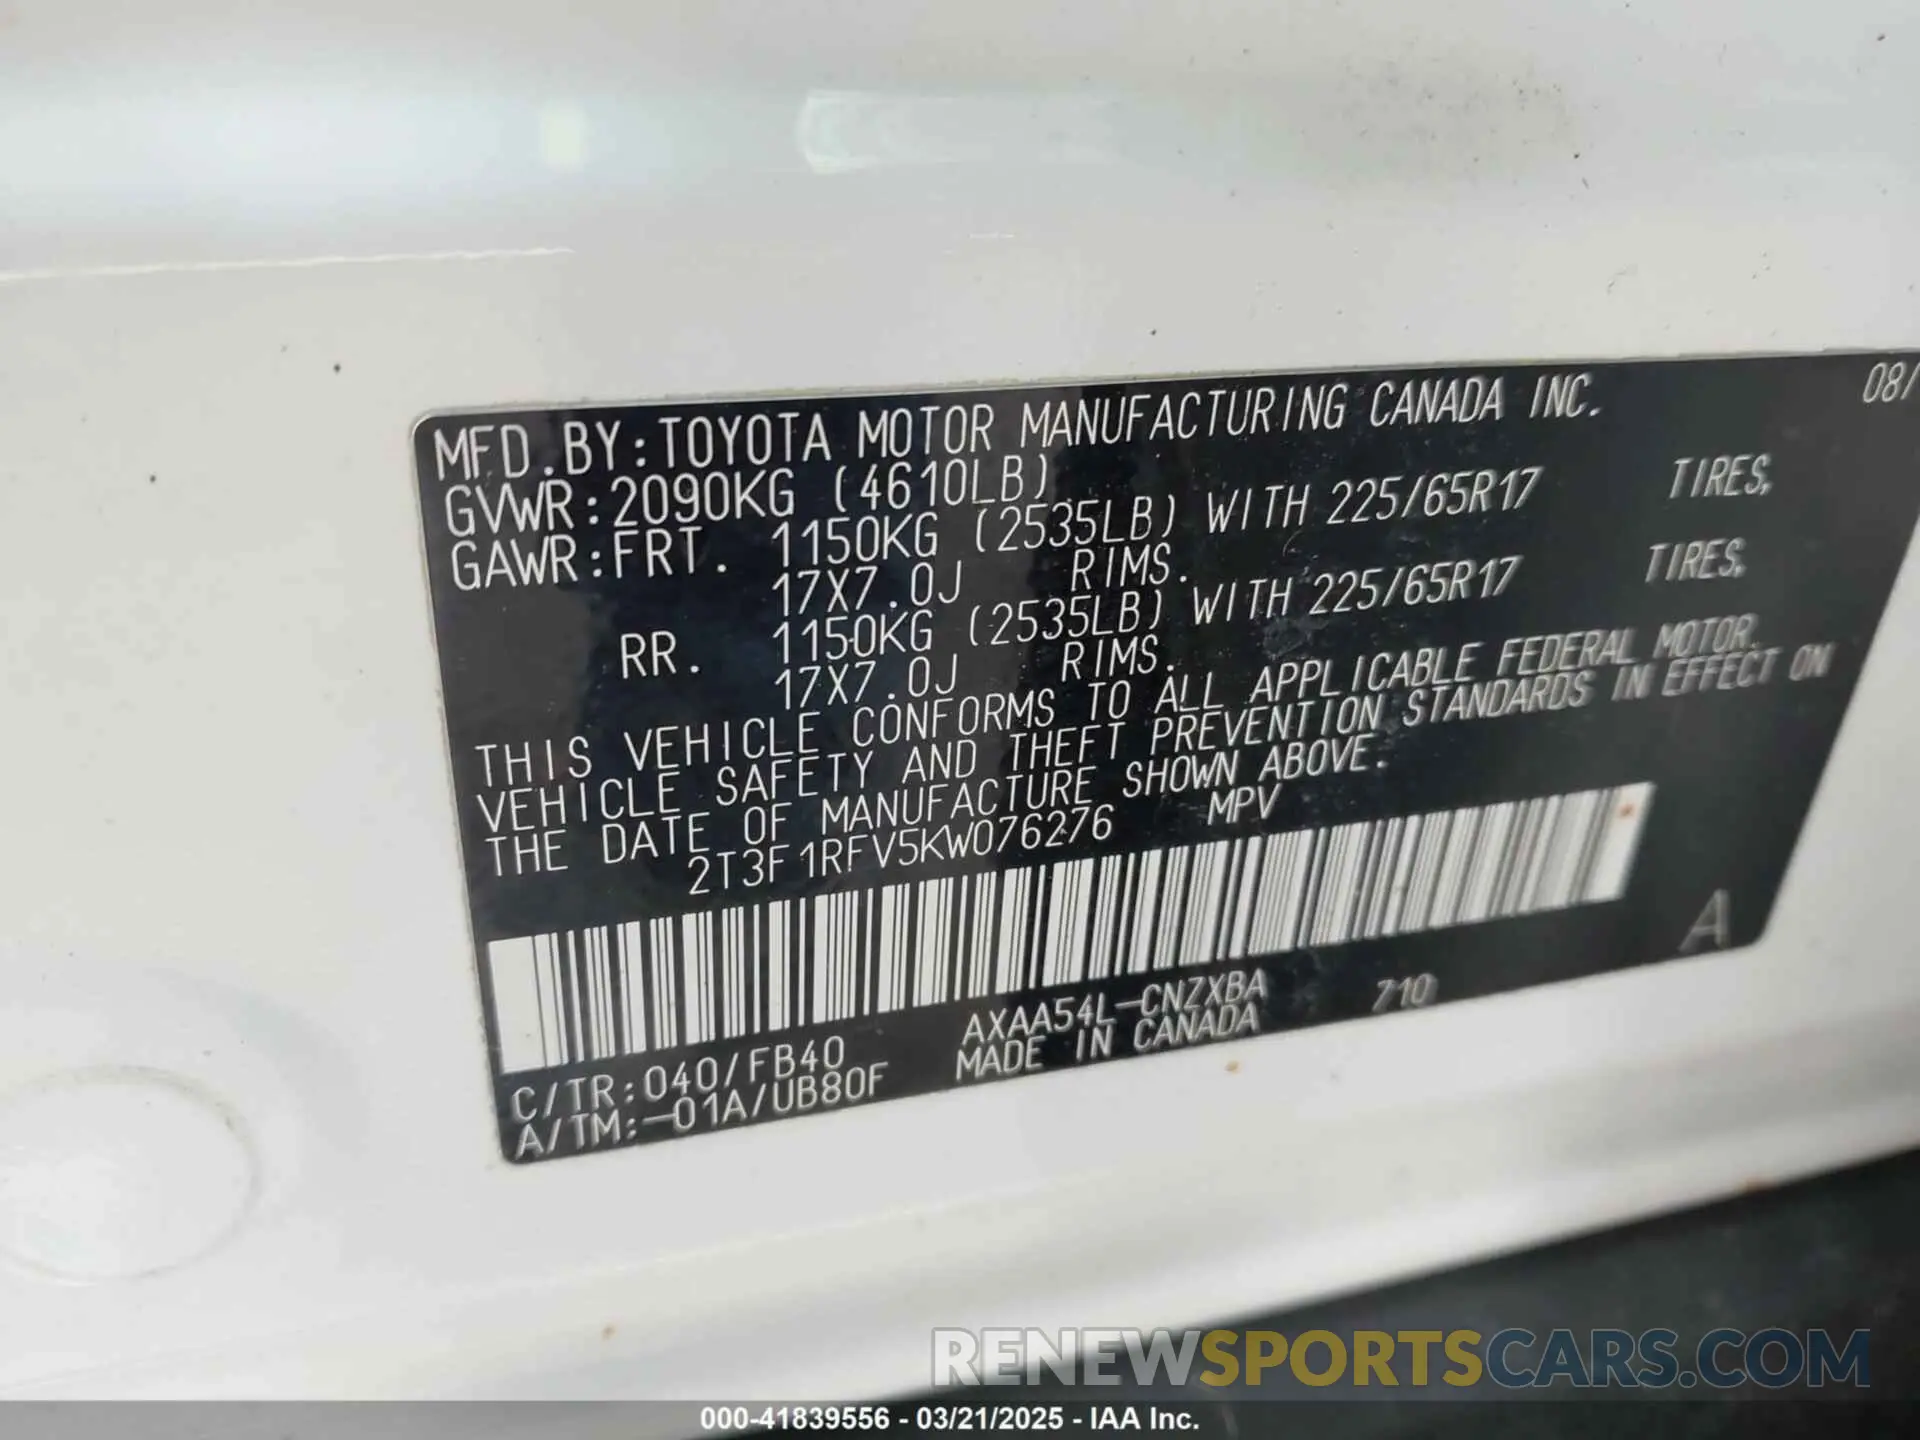 08/
MFD.BY:TOYOTA MOTOR MANUFACTURING CANADA INC.
GVWR:2090KG (4610LB)
GAWR:FRT. 1150KG (2535LB) WITH 225/65R17 TIRES,
17X7.0J RIMS.
RR. 1150KG (2535LB) WITH 225/65R17 TIRES,
17X7.0J RIMS.
THIS VEHICLE CONFORMS TO ALL APPLICABLE FEDERAL MOTOR
VEHICLE SAFETY AND THEFT PREVENTION STANDARDS IN EFFECT ON
THE DATE OF MANUFACTURE SHOWN ABOVE.
2T3F1RFV5KW076276 MPV
A
C/TR:040/FB40 AXAA54L-CNZXBA 710
A/TM:-01A/UB80F MADE IN CANADA
RENEWSPORTSCARS.COM
000-41839556 - 03/21/2025 - IAA Inc.